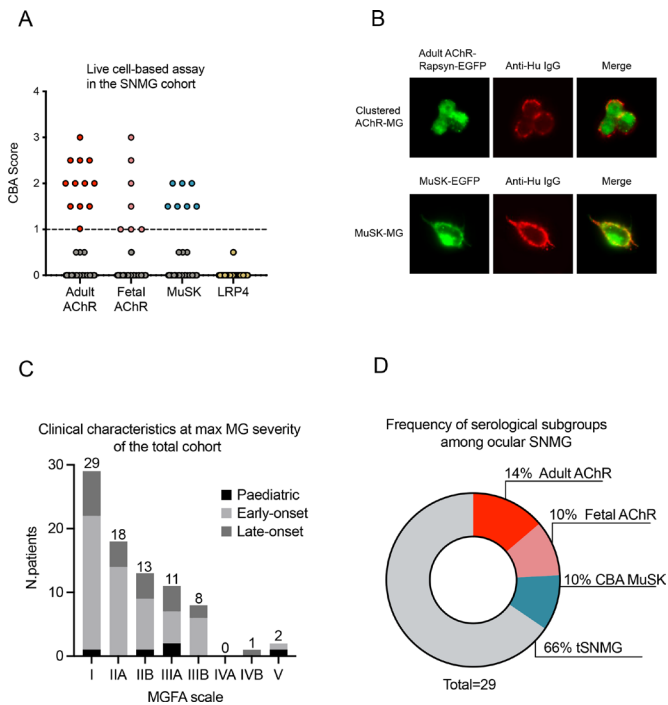 A
Live cell-based assay
in the SNMG cohort
CBA Score
4
3
2
1
0
Adult
AChR
Fetal
AChR
MuSK
LRP4
B
Adult AChR-
Rapsyn-EGFP
Anti-Hu IgG
Merge
Clustered
AChR-MG
MuSK-EGFP
Anti-Hu IgG
Merge
MuSK-MG
C
Clinical characteristics at max MG severity
of the total cohort
N.patients
30
20
10
0
29
18
13
11
8
0
1
2
Paediatric
Early-onset
Late-onset
I
IIA
IIB
IIIA
IIIB
IVA
IVB
V
MGFA scale
D
Frequency of serological subgroups
among ocular SNMG
14% Adult AChR
10% Fetal AChR
10% CBA MuSK
66% tSNMG
Total=29